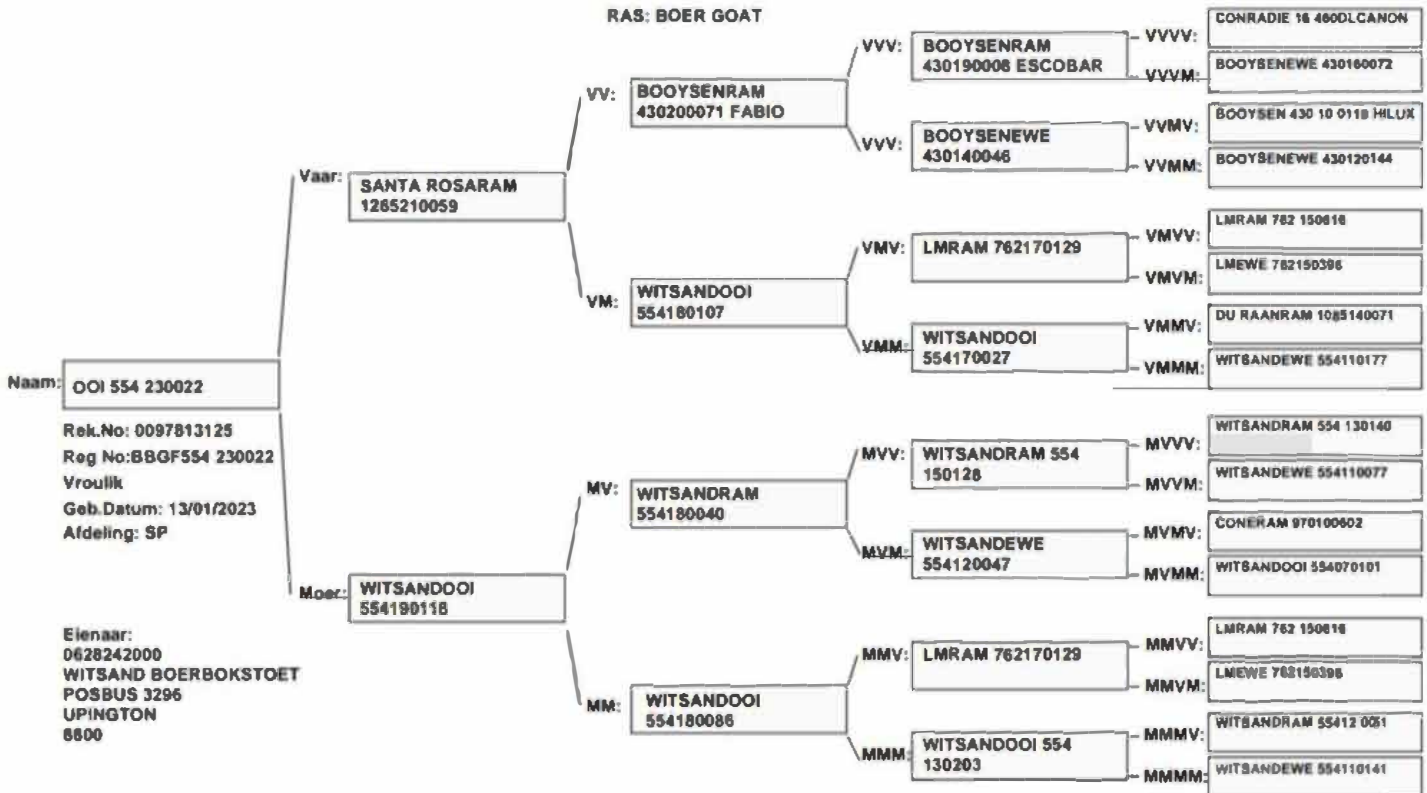 RAS: BOER GOAT
Naam:
OOI 554 230022
Rek.No: 0097813125
Reg No:BBGF554 230022
Vroulik
Geb.Datum: 13/01/2023
Afdeling: SP
Eienaar:
0628242000
WITSAND BOERBOKSTOET
POSBUS 3296
UPINGTON
8800
Vaar:
SANTA ROSARAM
1265210059
Moer:
WITSANDOOI
554190118
VV:
BOOYSENRAM
430200071 FABIO
VM:
WITSANDOOI
554180107
MV:
WITSANDRAM
554180040
MM:
WITSANDOOI
554180086
VVV:
BOOYSENRAM
430190008 ESCOBAR
VVV:
BOOYSENEWE
430140046
VMV:
LMRAM 762170129
VMM:
WITSANDOOI
554170027
MVV:
WITSANDRAM 554
150128
MVM:
WITSANDEWE
554120047
MMV:
LMRAM 762170129
MMM:
WITSANDOOI 554
130203
VVVV:
CONRADIE 16 460DLCANON
VVVM:
BOOYSENEWE 430160072
VVMV:
BOOYSEN 430 10 0118 HILUX
VVMM:
BOOYSENEWE 430120144
VMVV:
LMRAM 762 150616
VMVM:
LMEWE 762150396
VMMV:
DU RAANRAM 1085140071
VMMM:
WITSANDEWE 554110177
MVVV:
WITSANDRAM 554 130140
MVVM:
WITSANDEWE 554110077
MVMV:
CONERAM 970100602
MVMM:
WITSANDOOI 554070101
MMVV:
LMRAM 762 150616
MMVM:
LMEWE 762150396
MMMV:
WITSANDRAM 55412 0051
MMMM:
WITSANDEWE 554110141